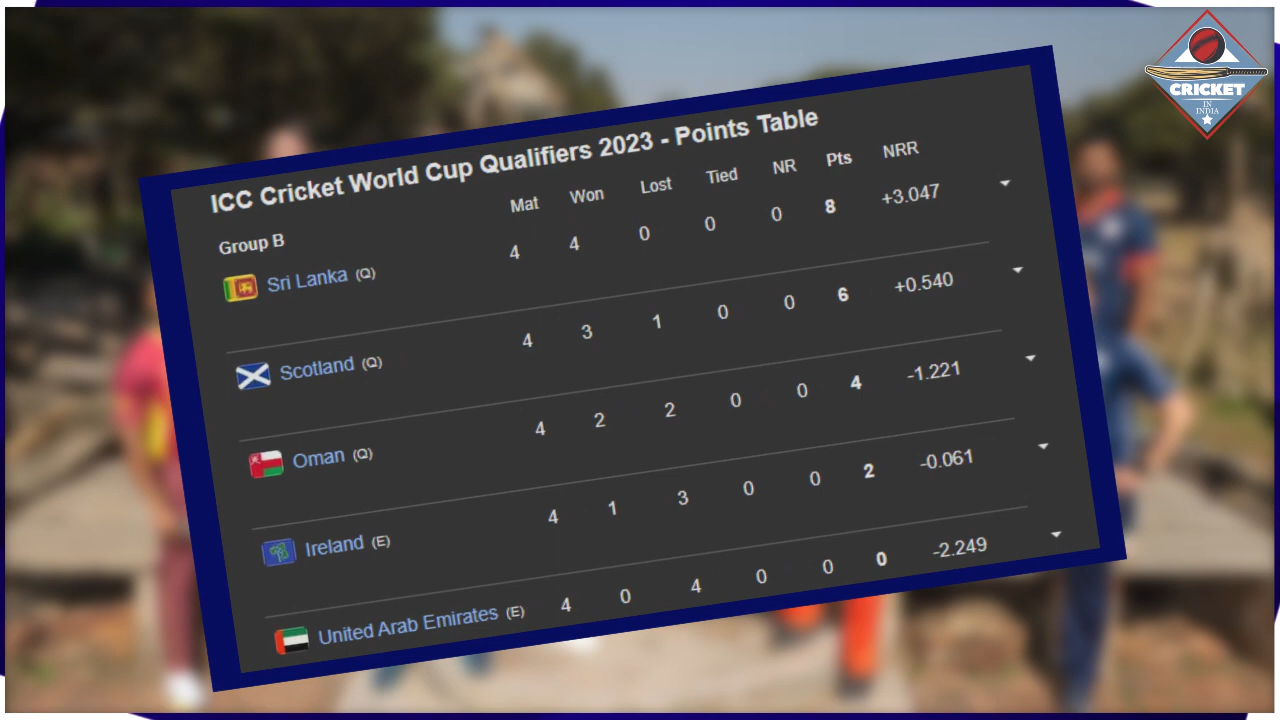 CRICKET
IN
INDIA
ICC Cricket World Cup Qualifiers 2023 - Points Table
Group B Mat Won Lost Tied NR Pts NRR
Sri Lanka (Q) 4 4 0 0 0 8 +3.047
Scotland (Q) 4 3 1 0 0 6 +0.540
Oman (Q) 4 2 2 0 0 4 -1.221
Ireland (E) 4 1 3 0 0 2 -0.061
United Arab Emirates (E) 4 0 4 0 0 0 -2.249